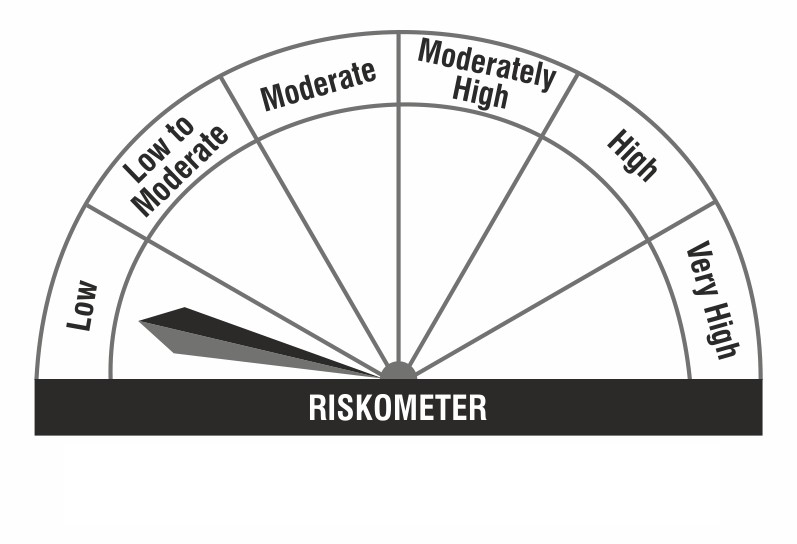 Low
Low to
Moderate
Moderate
Moderately
High
High
Very High
RISKOMETER